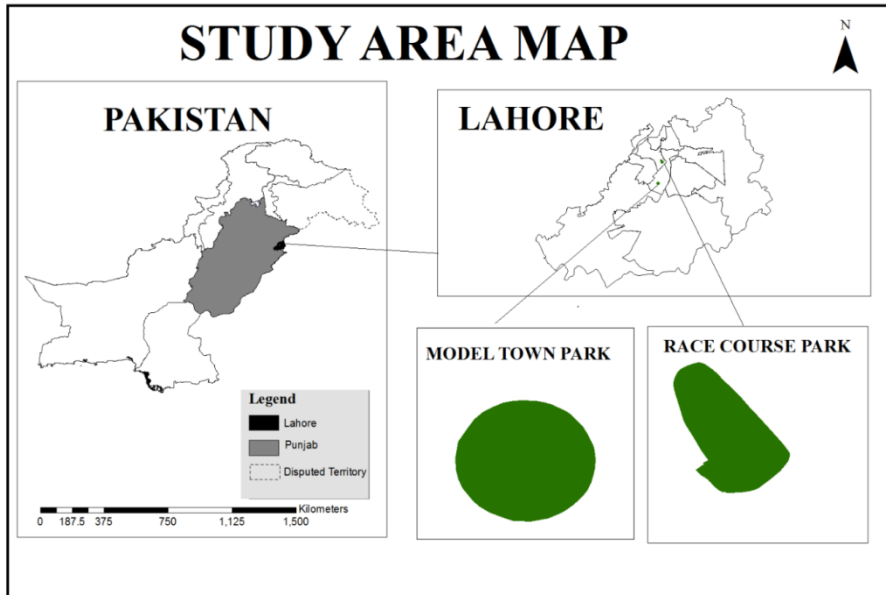 STUDY AREA MAP
N
PAKISTAN
LAHORE
MODEL TOWN PARK
RACE COURSE PARK
Legend
Lahore
Punjab
Disputed Territory
Kilometers
0 187.5 375 750 1,125 1,500